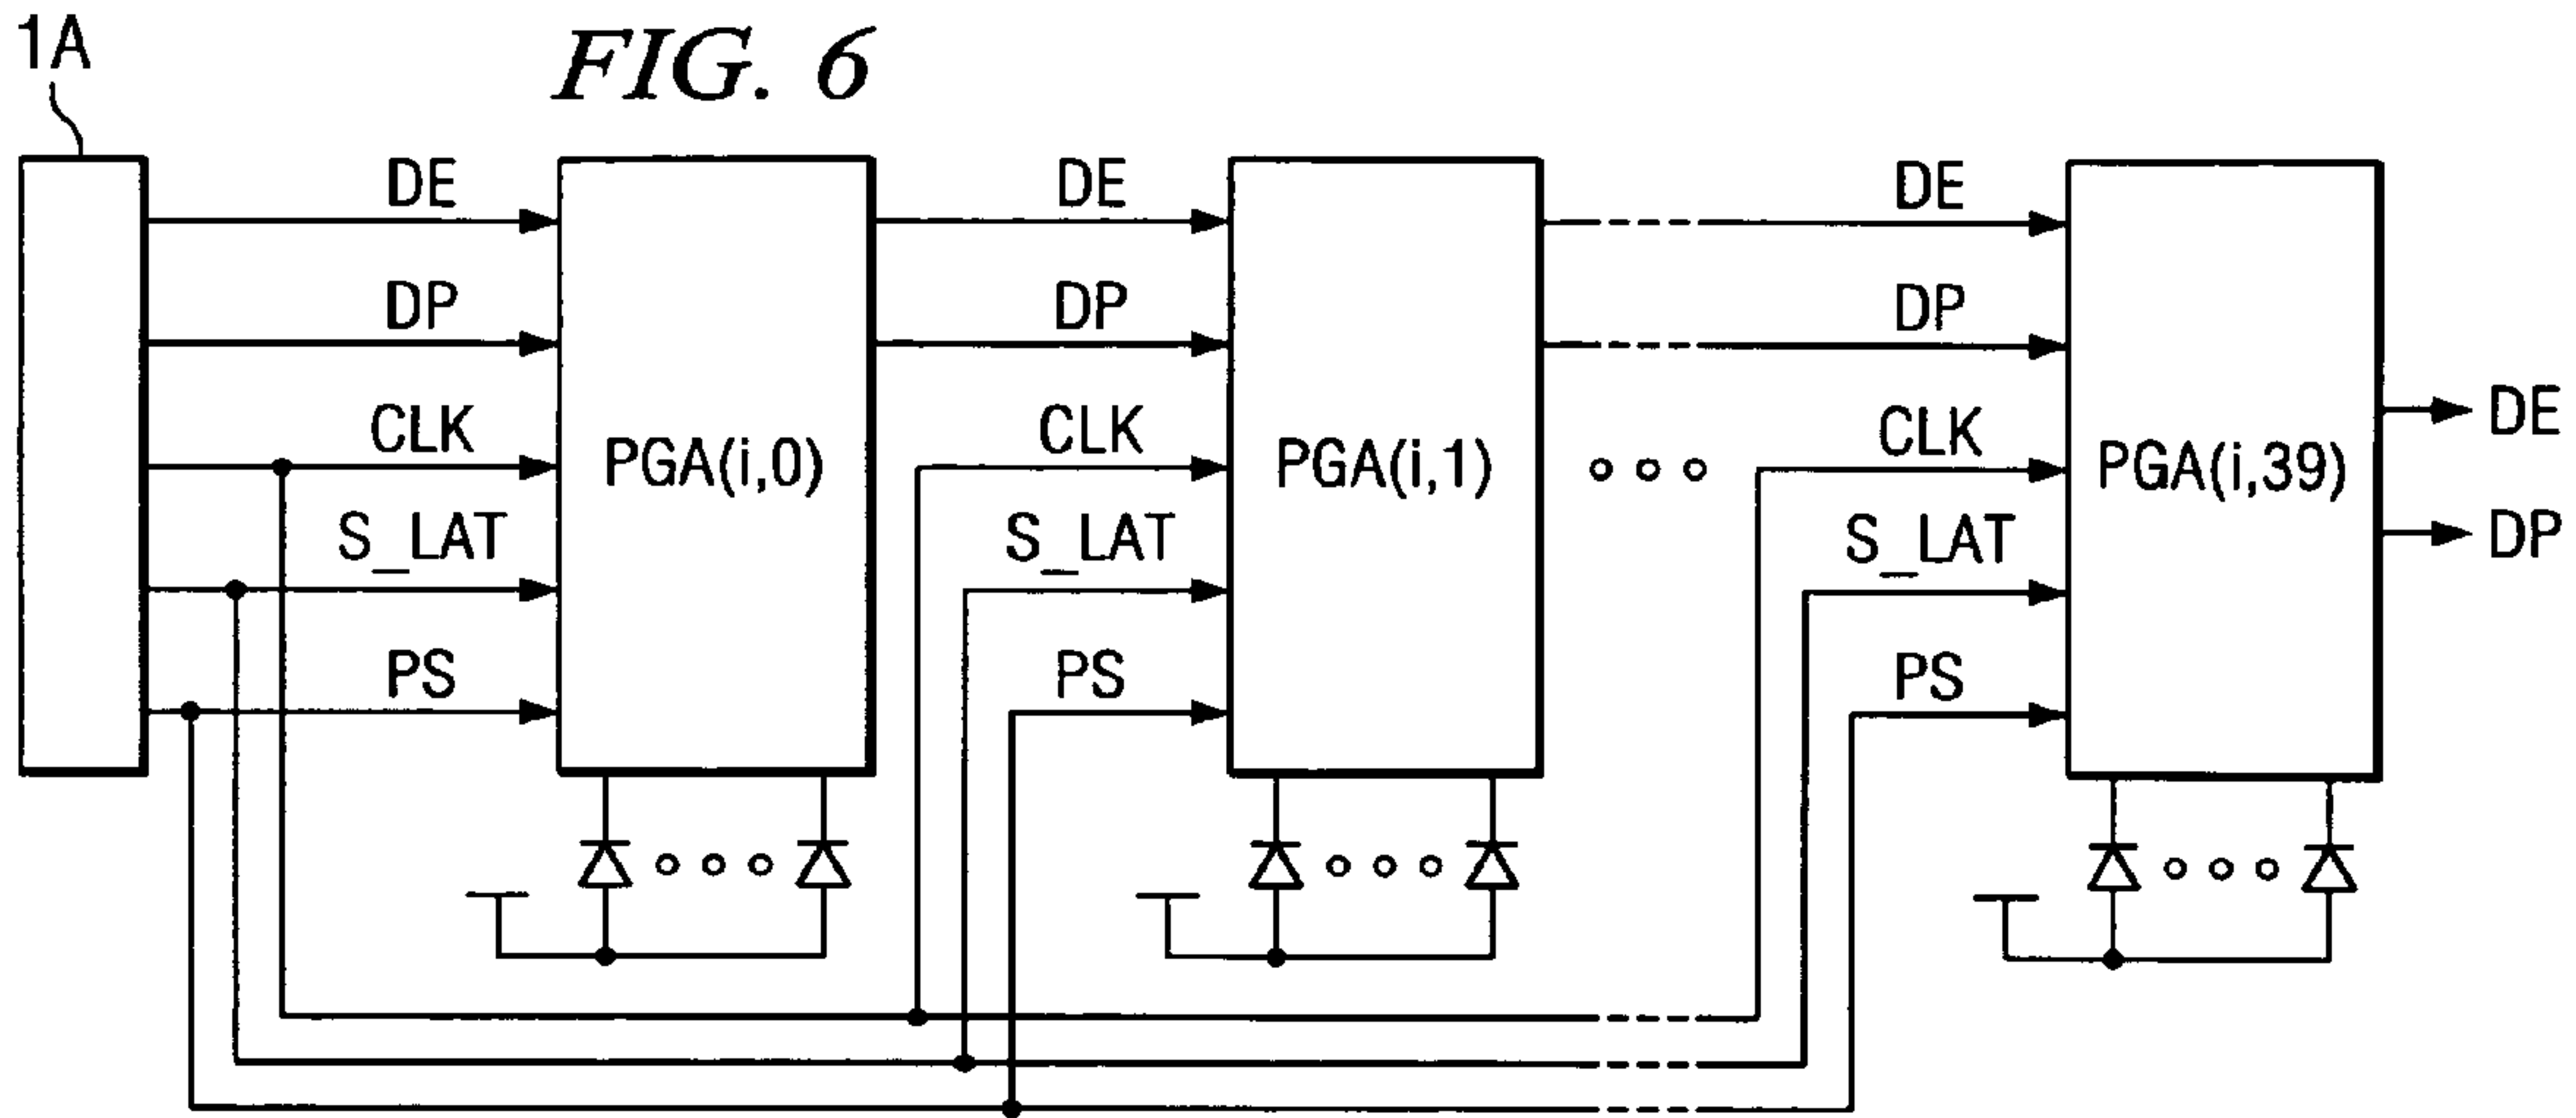 1A
FIG. 6
DE
DE
DE
DP
DP
DP
DE
CLK
CLK
CLK
PGA(i,0)
PGA(i,1)
PGA(i,39)
DP
S_LAT
S_LAT
S_LAT
PS
PS
PS